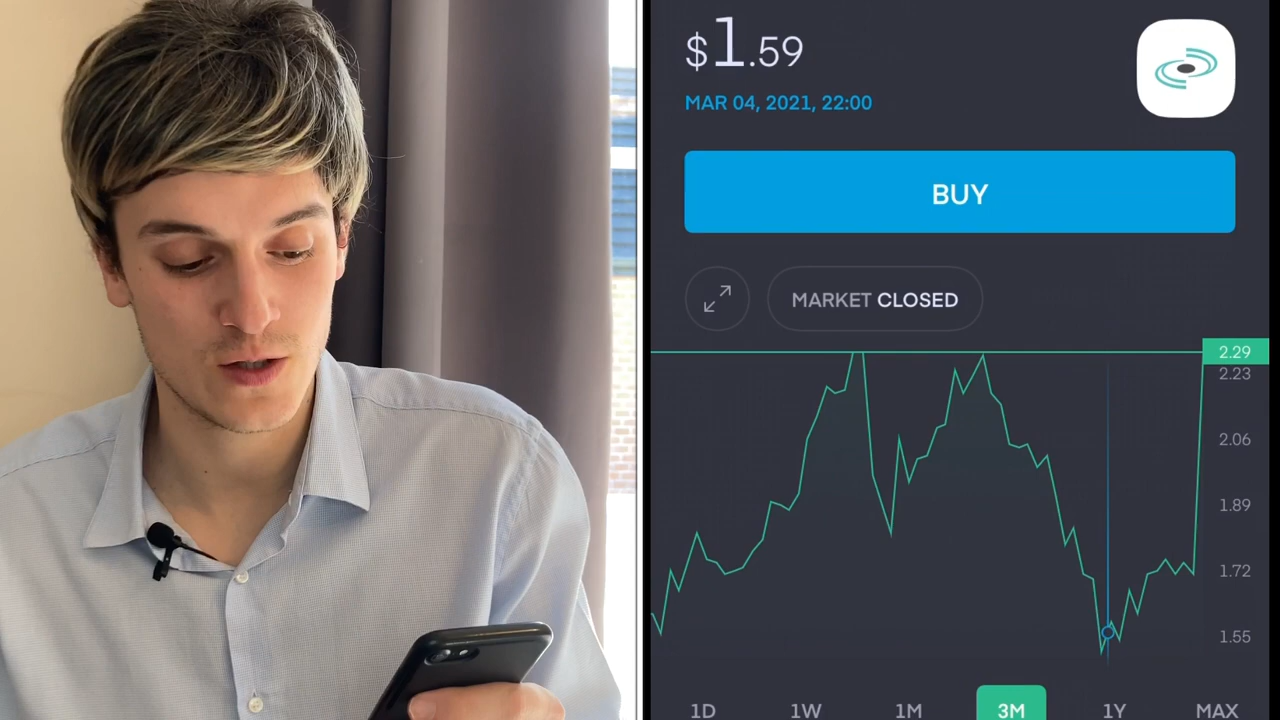 $1.59
MAR 04, 2021, 22:00
BUY
MARKET CLOSED
2.29
2.23
2.06
1.89
1.72
1.55
1D 1W 1M 3M 1Y MAX